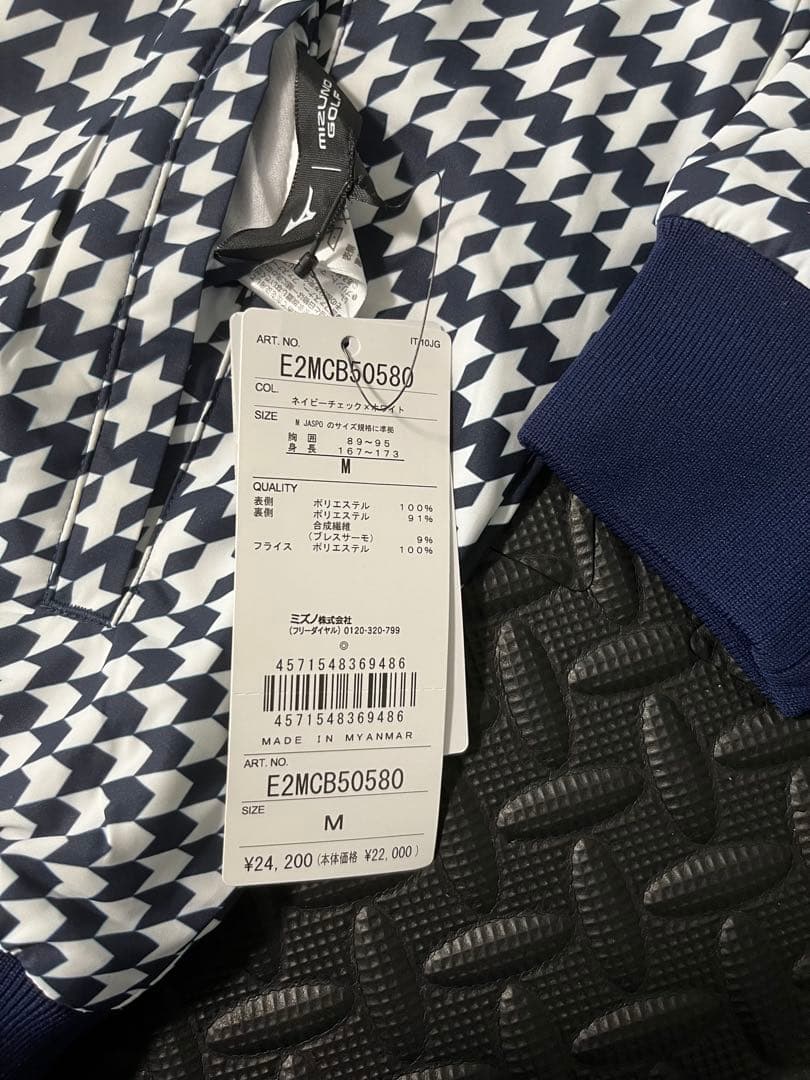 MIZUNO
GOLF
ART. NO.
IT-10JG
E2MCB50580
COL.
ネイビーチェック×ホワイト
SIZE
M JASPO のサイズ規格に準拠
胸 囲 89～95
身 長 167～173
M
QUALITY
表側 ポリエステル 100%
裏側 ポリエステル 91%
合成繊維
(ブレスサーモ) 9%
フライス ポリエステル 100%
ミズノ株式会社
(フリーダイヤル) 0120-320-799
4571548369486
4571548369486
MADE IN MYANMAR
ART. NO.
E2MCB50580
SIZE
M
¥24,200(本体価格 ¥22,000)